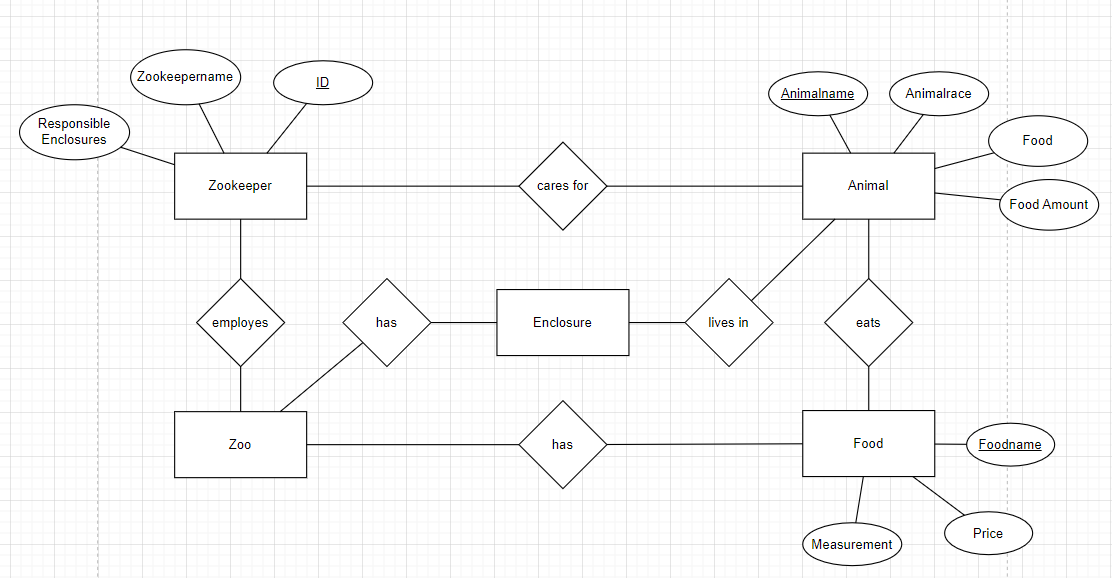 Zookeepername
ID
Responsible
Enclosures
Animalname
Animalrace
Food
Food Amount
Zookeeper
cares for
Animal
employes
has
Enclosure
lives in
eats
Zoo
has
Food
Foodname
Measurement
Price